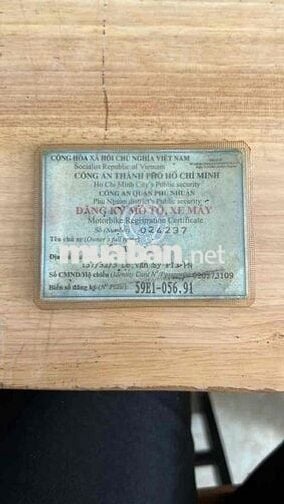 CỘNG HÒA XÃ HỘI CHỦ NGHĨA VIỆT NAM
Socialist Republic of Vietnam
CÔNG AN THÀNH PHỐ HỒ CHÍ MINH
Ho Chi Minh City's Public security
CÔNG AN QUẬN PHÚ NHUẬN
Phu Nhuan district's Public security
ĐĂNG KÝ MÔ TÔ, XE MÁY
Motorbike Registration Certificate
Số (Number) 024237
Tên chủ xe (Owner's full name)
muaban.net
Số CMND/Hộ chiếu (Identity Card N°/Passport)
Biển số đăng ký (N° Plate) 59E1-056.91